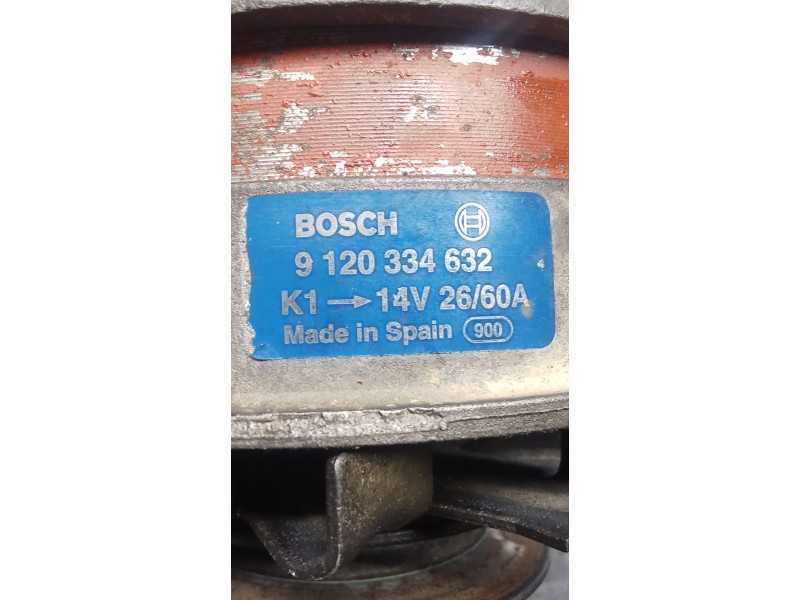 BOSCH
9 120 334 632
K1 → 14V 26/60A
Made in Spain 900